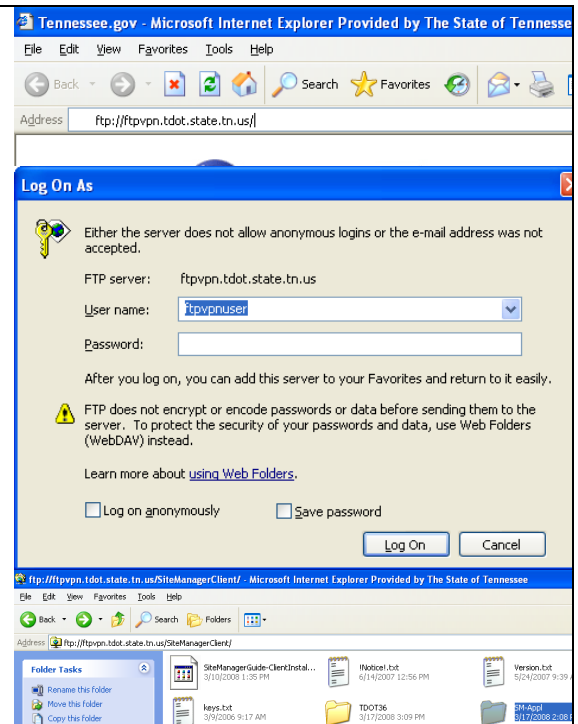 Tennessee.gov - Microsoft Internet Explorer Provided by The State of Tennesse
File Edit View Favorites Tools Help
Back Search Favorites
Address ftp://ftpvpn.tdot.state.tn.us/
Log On As
Either the server does not allow anonymous logins or the e-mail address was not
accepted.
FTP server: ftpvpn.tdot.state.tn.us
User name: ftpvpnuser
Password:
After you log on, you can add this server to your Favorites and return to it easily.
FTP does not encrypt or encode passwords or data before sending them to the
server. To protect the security of your passwords and data, use Web Folders
(WebDAV) instead.
Learn more about using Web Folders.
Log on anonymously Save password
Log On Cancel
ftp://ftpvpn.tdot.state.tn.us/SiteManagerClient/ - Microsoft Internet Explorer Provided by The State of Tennessee
File Edit View Favorites Tools Help
Back Search Folders
Address ftp://ftpvpn.tdot.state.tn.us/SiteManagerClient/
Folder Tasks
Rename this folder
Move this folder
Copy this folder
SiteManagerGuide-ClientInstal...
3/10/2008 1:35 PM
!Notice!.txt
6/14/2007 12:56 PM
Version.txt
5/24/2007 9:39
keys.txt
3/9/2006 9:17 AM
TDOT36
3/17/2008 3:09 PM
SM-Appl
3/17/2008 2:08